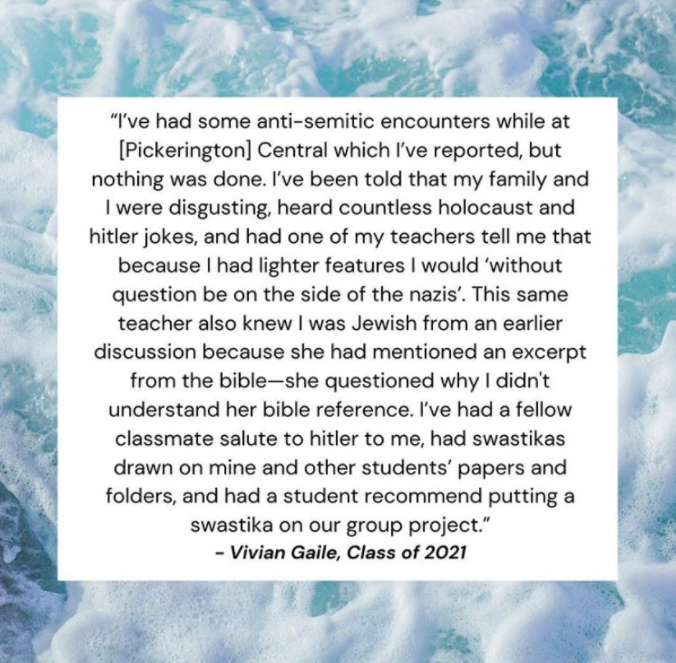 “I’ve had some anti-semitic encounters while at
[Pickerington] Central which I’ve reported, but
nothing was done. I’ve been told that my family and
I were disgusting, heard countless holocaust and
hitler jokes, and had one of my teachers tell me that
because I had lighter features I would ‘without
question be on the side of the nazis’. This same
teacher also knew I was Jewish from an earlier
discussion because she had mentioned an excerpt
from the bible—she questioned why I didn't
understand her bible reference. I’ve had a fellow
classmate salute to hitler to me, had swastikas
drawn on mine and other students’ papers and
folders, and had a student recommend putting a
swastika on our group project.”
– Vivian Gaile, Class of 2021